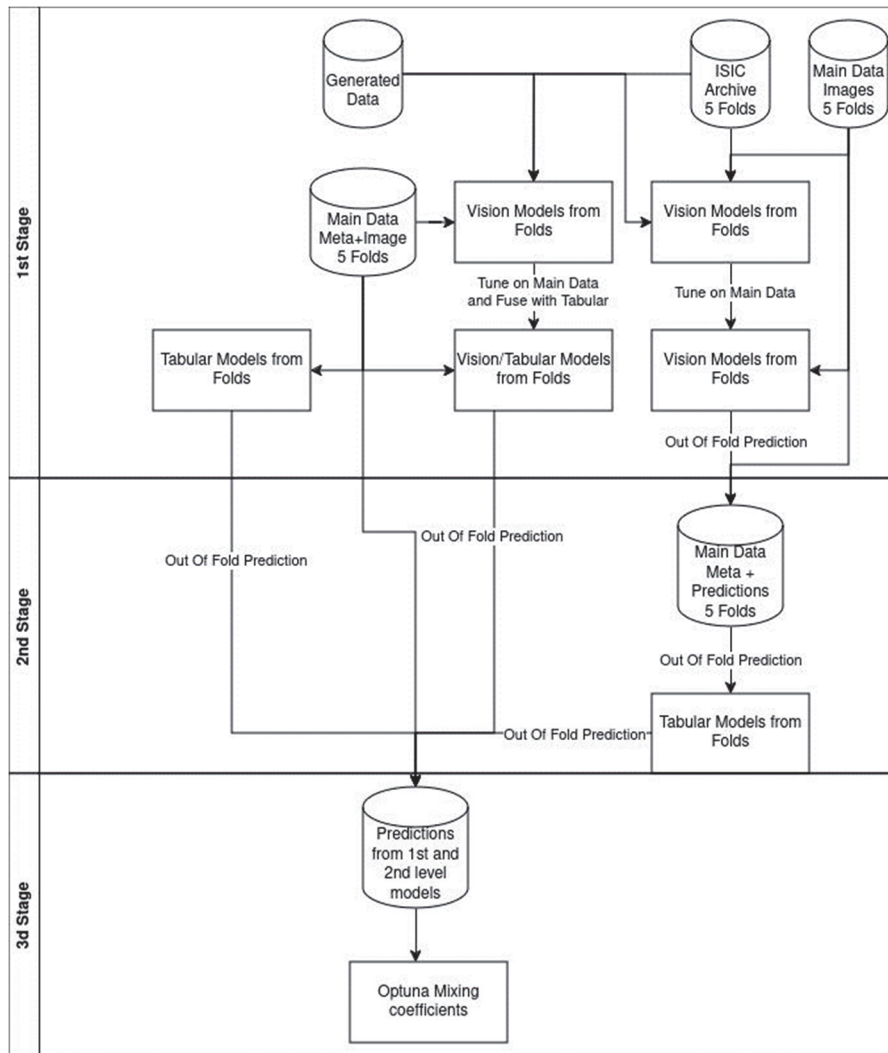 1st Stage
Generated
Data
ISIC
Archive
5 Folds
Main Data
Images
5 Folds
Main Data
Meta+Image
5 Folds
Vision Models from
Folds
Vision Models from
Folds
Tune on Main Data
and Fuse with Tabular
Tune on Main Data
Tabular Models from
Folds
Vision/Tabular Models
from Folds
Vision Models from
Folds
Out Of Fold Prediction
2nd Stage
Out Of Fold Prediction
Out Of Fold Prediction
Main Data
Meta +
Predictions
5 Folds
Out Of Fold Prediction
Tabular Models from
Folds
Out Of Fold Prediction
3d Stage
Predictions
from 1st and
2nd level
models
Optuna Mixing
coefficients